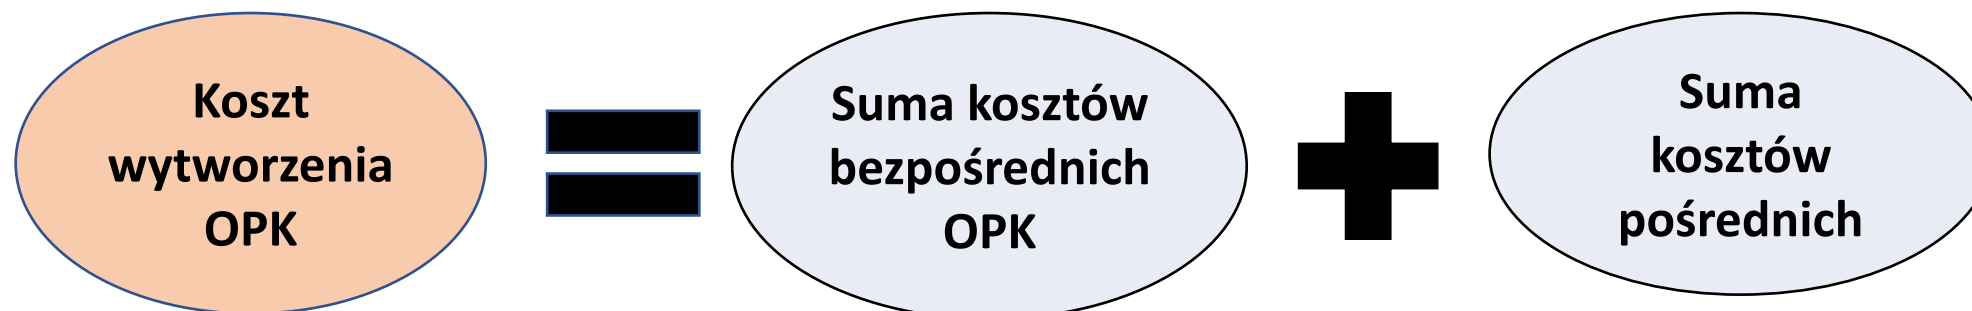 Koszt
wytworzenia
OPK
Suma kosztów
bezpośrednich
OPK
Suma
kosztów
pośrednich